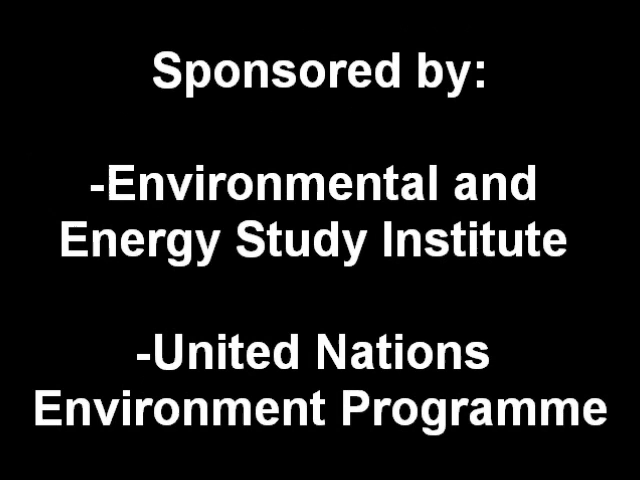 Sponsored by:
-Environmental and
Energy Study Institute
-United Nations
Environment Programme